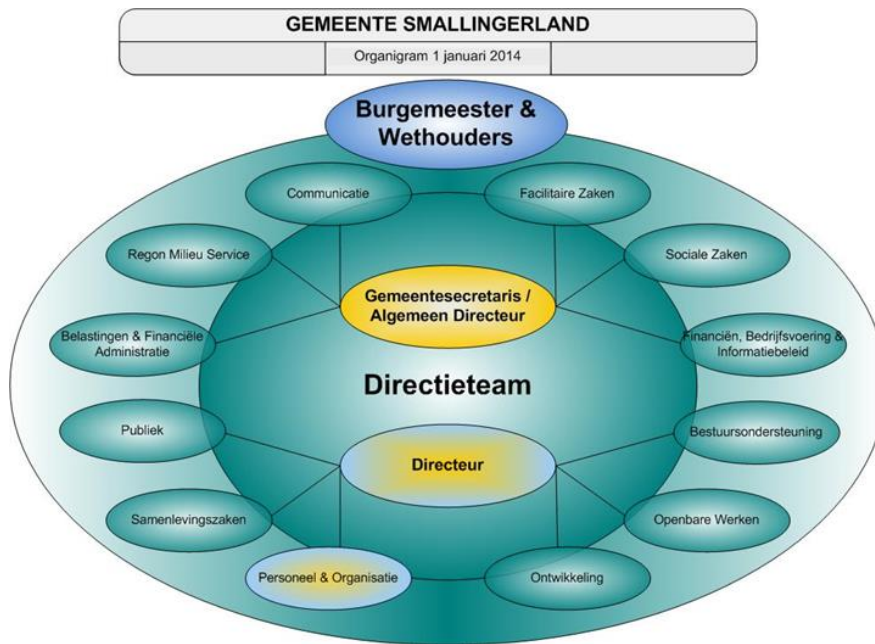 GEMEENTE SMALLINGERLAND
Organigram 1 januari 2014
Burgemeester &
Wethouders
Communicatie
Facilitaire Zaken
Regon Milieu Service
Sociale Zaken
Gemeentesecretaris /
Algemeen Directeur
Belastingen & Financiële
Administratie
Financiën, Bedrijfsvoering &
Informatiebeleid
Directieteam
Publiek
Bestuursondersteuning
Directeur
Samenlevingszaken
Openbare Werken
Personeel & Organisatie
Ontwikkeling